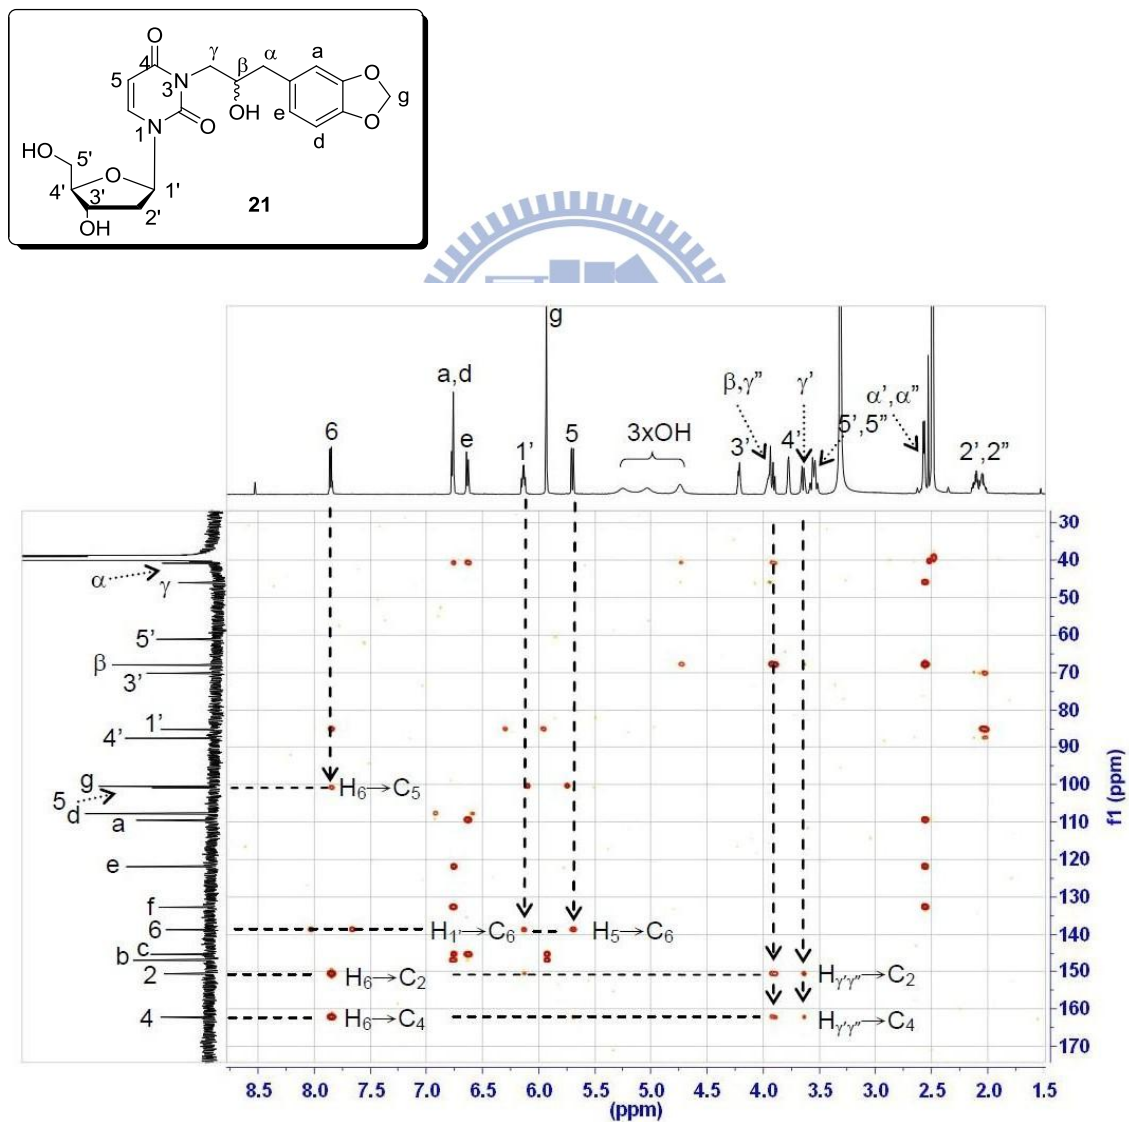 O
4
5
N
3
γ
β
α
a
O
g
OH
e
O
d
N
1
O
HO
5'
O
4'
3'
1'
2'
OH
21
g
a,d
β,γ”
γ’
α’,α”
6
e
1’
5
3xOH
3’
4’
5’,5”
2’,2”
α
γ
5’
β
3’
1’
4’
g
5
d
a
e
f
6
c
b
2
4
H6→C5
H1’→C6
H5→C6
H6→C2
Hγ’γ”→C2
H6→C4
Hγ’γ”→C4
30
40
50
60
70
80
90
100
110
120
130
140
150
160
170
f1 (ppm)
8.5 8.0 7.5 7.0 6.5 6.0 5.5 5.0 4.5 4.0 3.5 3.0 2.5 2.0 1.5
(ppm)